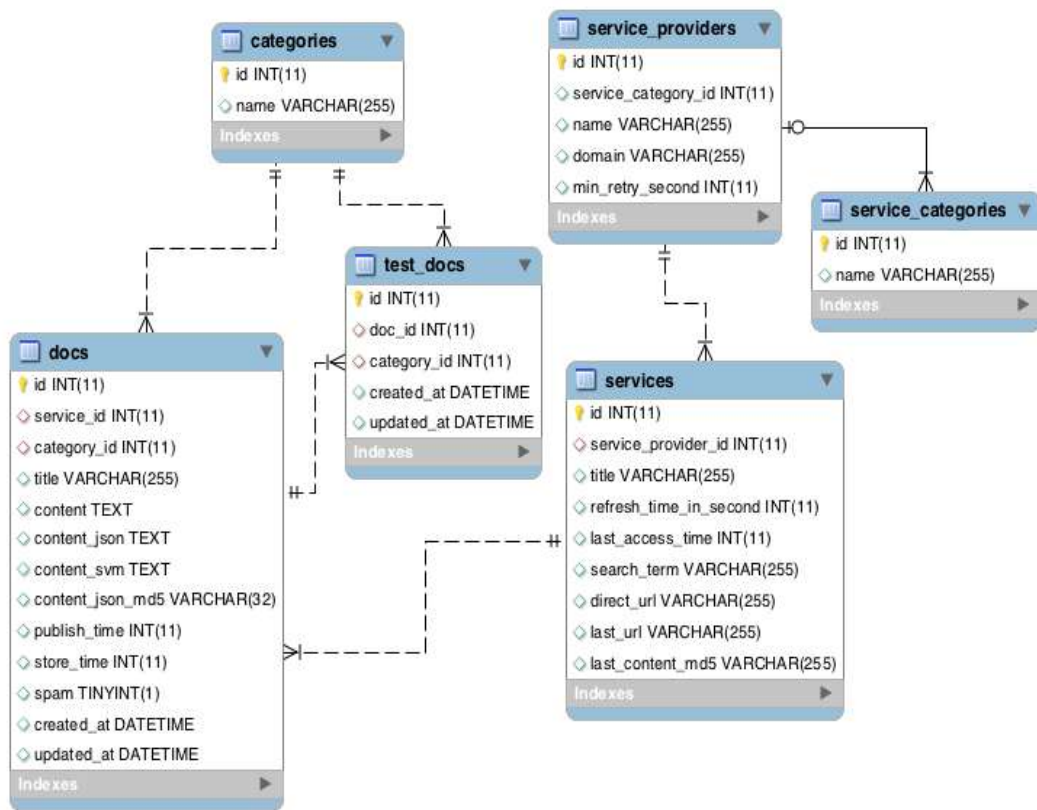 categories
id INT(11)
name VARCHAR(255)
Indexes
service_providers
id INT(11)
service_category_id INT(11)
name VARCHAR(255)
domain VARCHAR(255)
min_retry_second INT(11)
Indexes
service_categories
id INT(11)
name VARCHAR(255)
Indexes
test_docs
id INT(11)
doc_id INT(11)
category_id INT(11)
created_at DATETIME
updated_at DATETIME
Indexes
docs
id INT(11)
service_id INT(11)
category_id INT(11)
title VARCHAR(255)
content TEXT
content_json TEXT
content_svm TEXT
content_json_md5 VARCHAR(32)
publish_time INT(11)
store_time INT(11)
spam TINYINT(1)
created_at DATETIME
updated_at DATETIME
Indexes
services
id INT(11)
service_provider_id INT(11)
title VARCHAR(255)
refresh_time_in_second INT(11)
last_access_time INT(11)
search_term VARCHAR(255)
direct_url VARCHAR(255)
last_url VARCHAR(255)
last_content_md5 VARCHAR(255)
Indexes